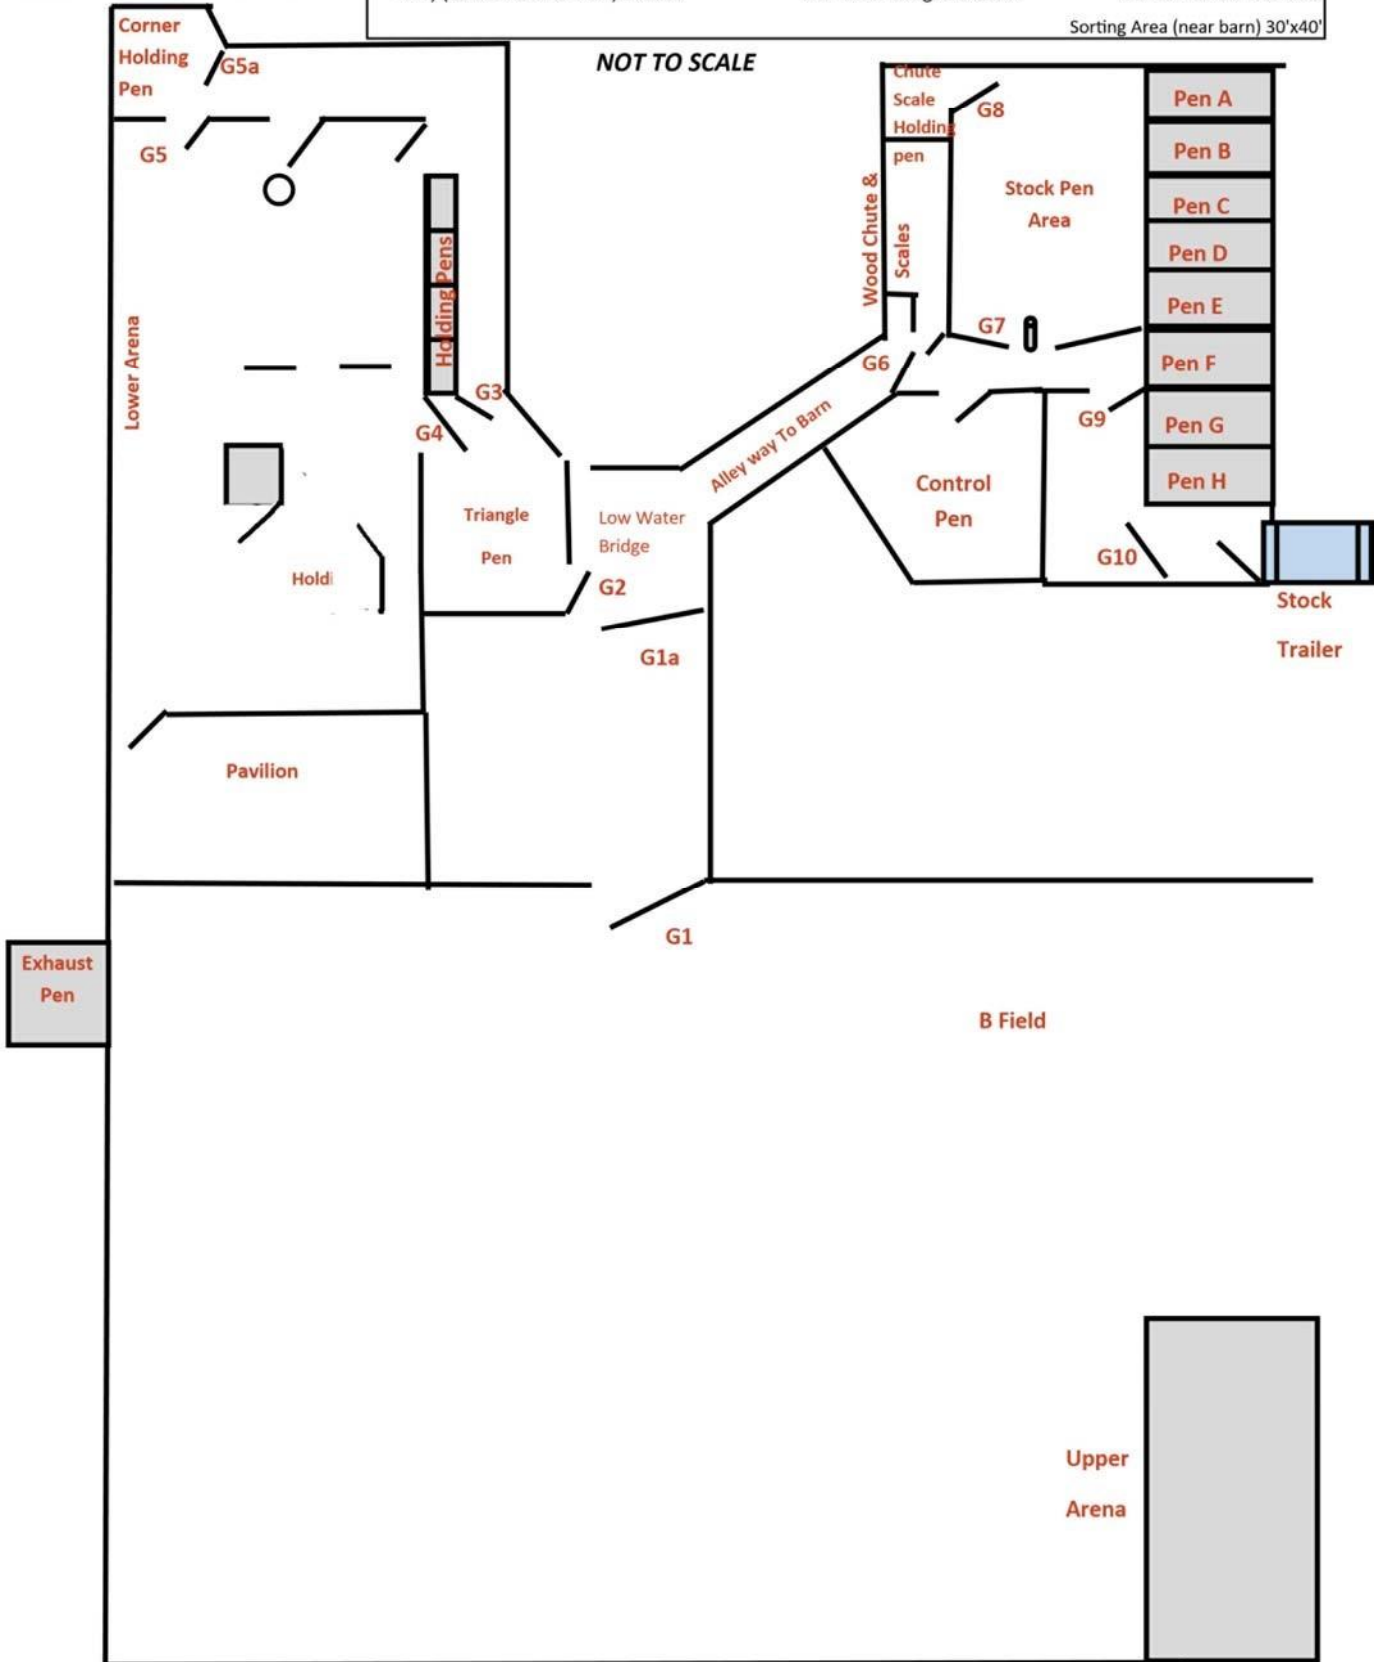 Sorting Area (near barn) 30'x40'
NOT TO SCALE
Corner
Holding
Pen
G5a
G5
Lower Arena
Holding Pens
G3
G4
Triangle
Pen
Low Water
Bridge
G2
G1a
Holdi
Pavilion
Alley way To Barn
Chute
Scale
Holding
pen
Wood Chute &
Scales
G8
Stock Pen
Area
G7
G6
G9
Control
Pen
G10
Pen A
Pen B
Pen C
Pen D
Pen E
Pen F
Pen G
Pen H
Stock
Trailer
G1
Exhaust
Pen
B Field
Upper
Arena